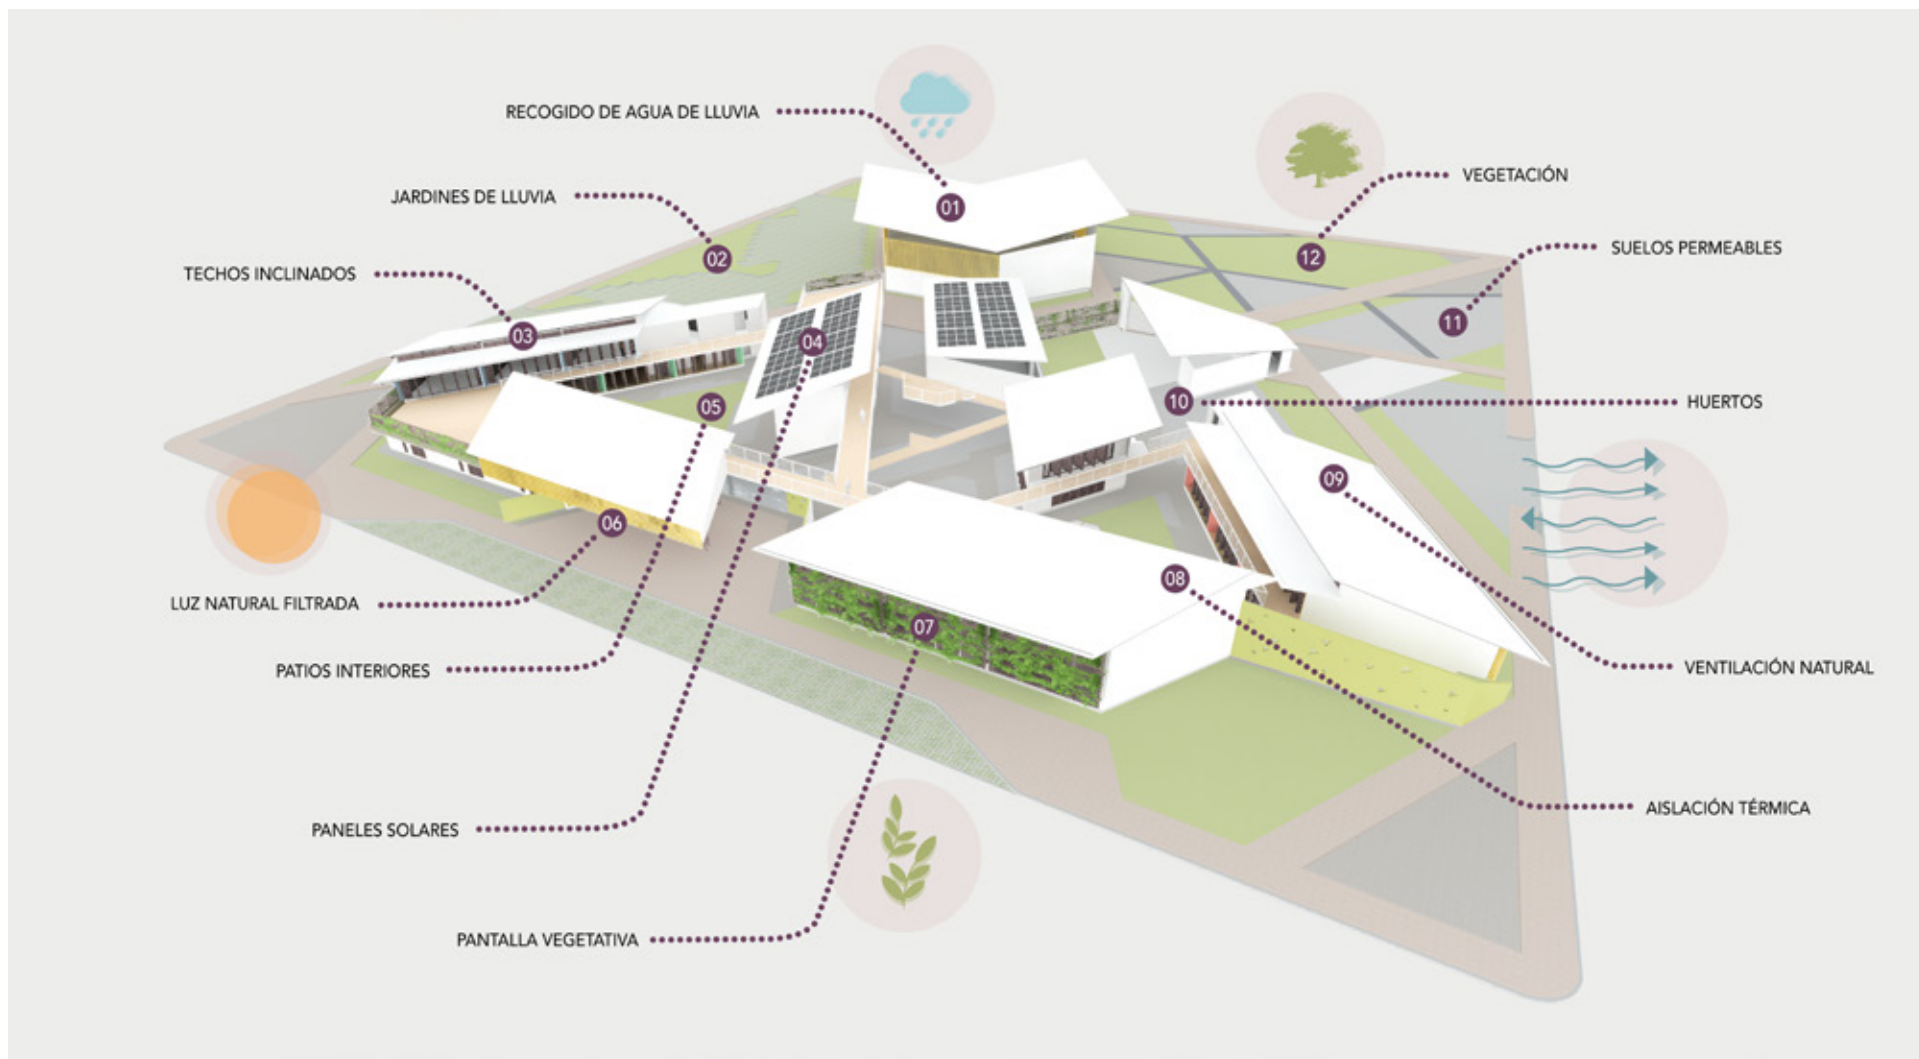 RECOGIDO DE AGUA DE LLUVIA
01
VEGETACIÓN
JARDINES DE LLUVIA
SUELOS PERMEABLES
02
12
TECHOS INCLINADOS
11
03
04
HUERTOS
05
10
09
06
LUZ NATURAL FILTRADA
08
07
PATIOS INTERIORES
VENTILACIÓN NATURAL
PANELES SOLARES
AISLACIÓN TÉRMICA
PANTALLA VEGETATIVA